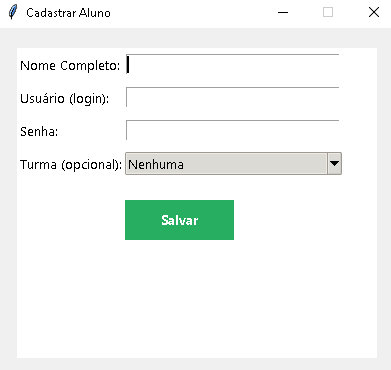 Cadastrar Aluno
Nome Completo:
Usuário (login):
Senha:
Turma (opcional): Nenhuma
Salvar